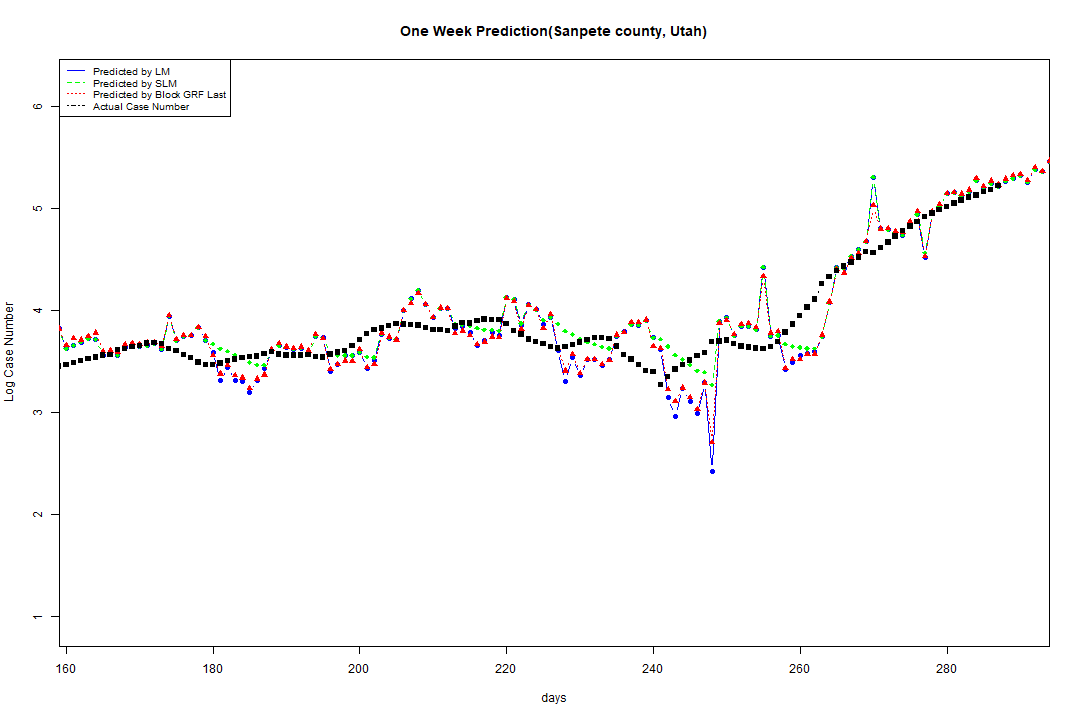 One Week Prediction(Sanpete county, Utah)
Predicted by LM
Predicted by SLM
Predicted by Block GRF Last
Actual Case Number
6
5
4
3
2
1
Log Case Number
160 180 200 220 240 260 280
days